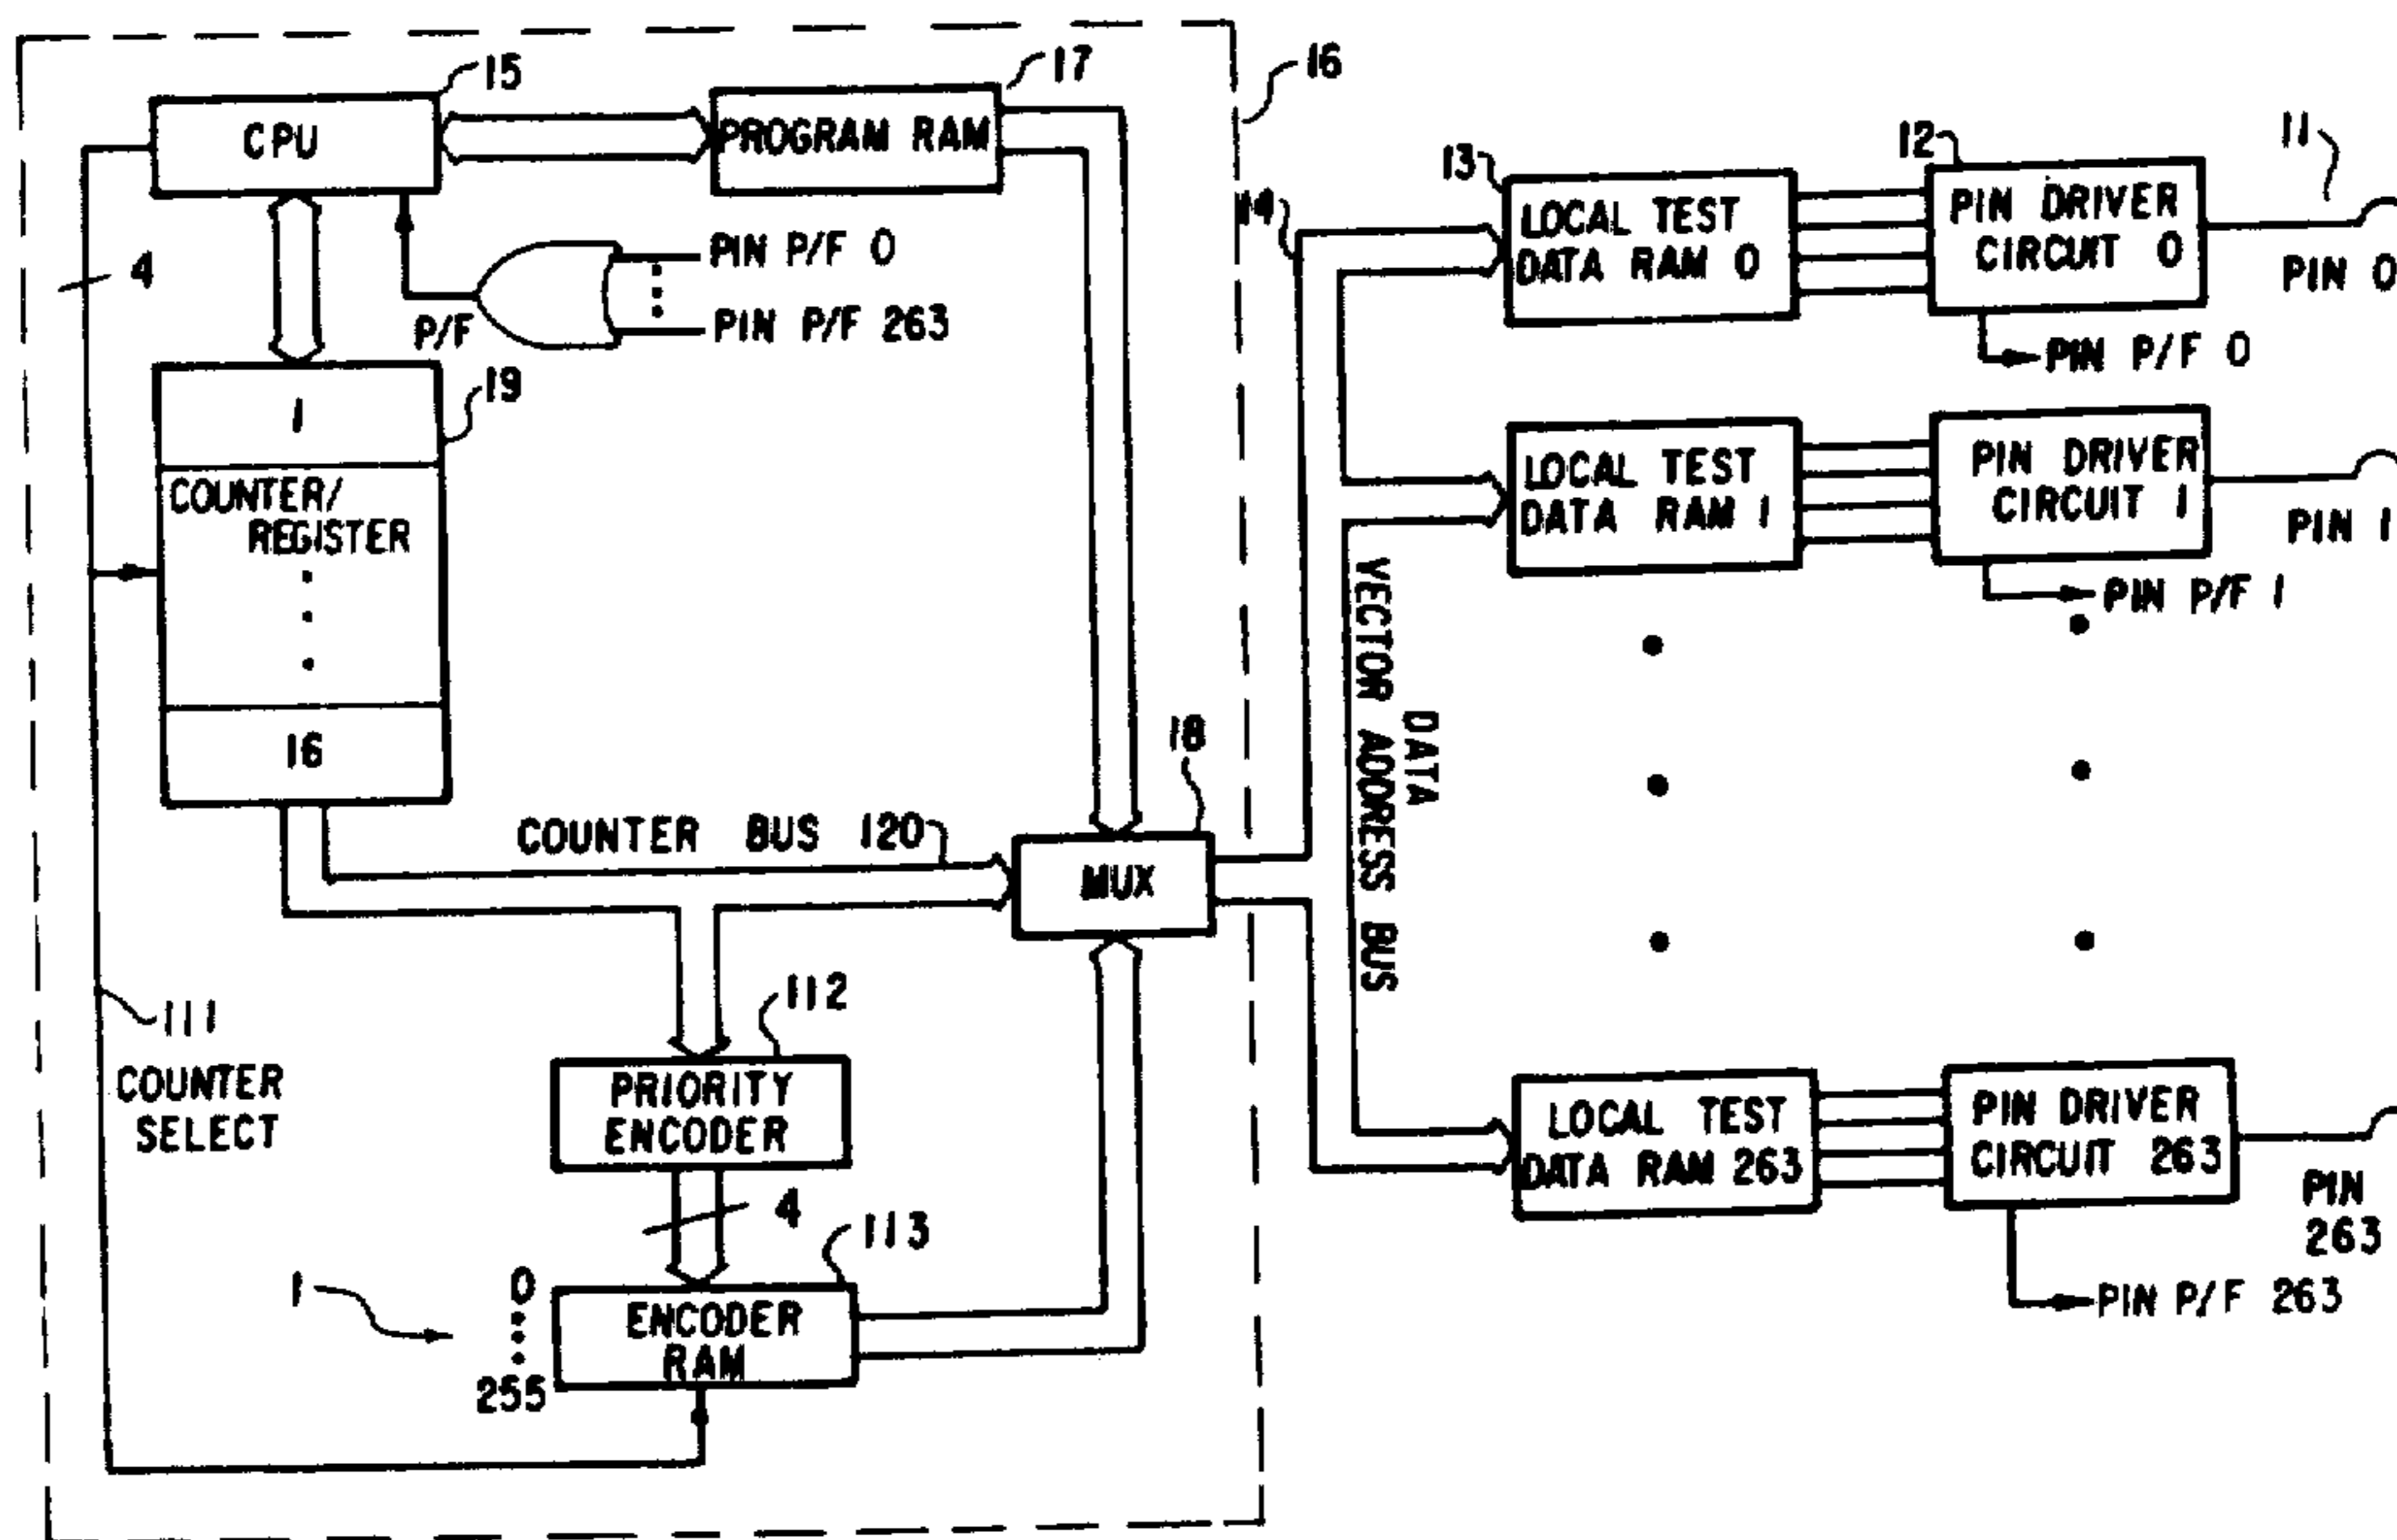 15
17
16
CPU
PROGRAM RAM
4
PIN P/F 0
PIN P/F 263
P/F
19
1
COUNTER/
REGISTER
16
COUNTER BUS 120
18
MUX
111
COUNTER
SELECT
112
PRIORITY
ENCODER
4
113
1
0
255
ENCODER
RAM
14
DATA
VECTOR ADDRESS BUS
13
LOCAL TEST
DATA RAM 0
12
PIN DRIVER
CIRCUIT 0
11
PIN 0
PIN P/F 0
LOCAL TEST
DATA RAM 1
PIN DRIVER
CIRCUIT 1
PIN 1
PIN P/F 1
LOCAL TEST
DATA RAM 263
PIN DRIVER
CIRCUIT 263
PIN
263
PIN P/F 263